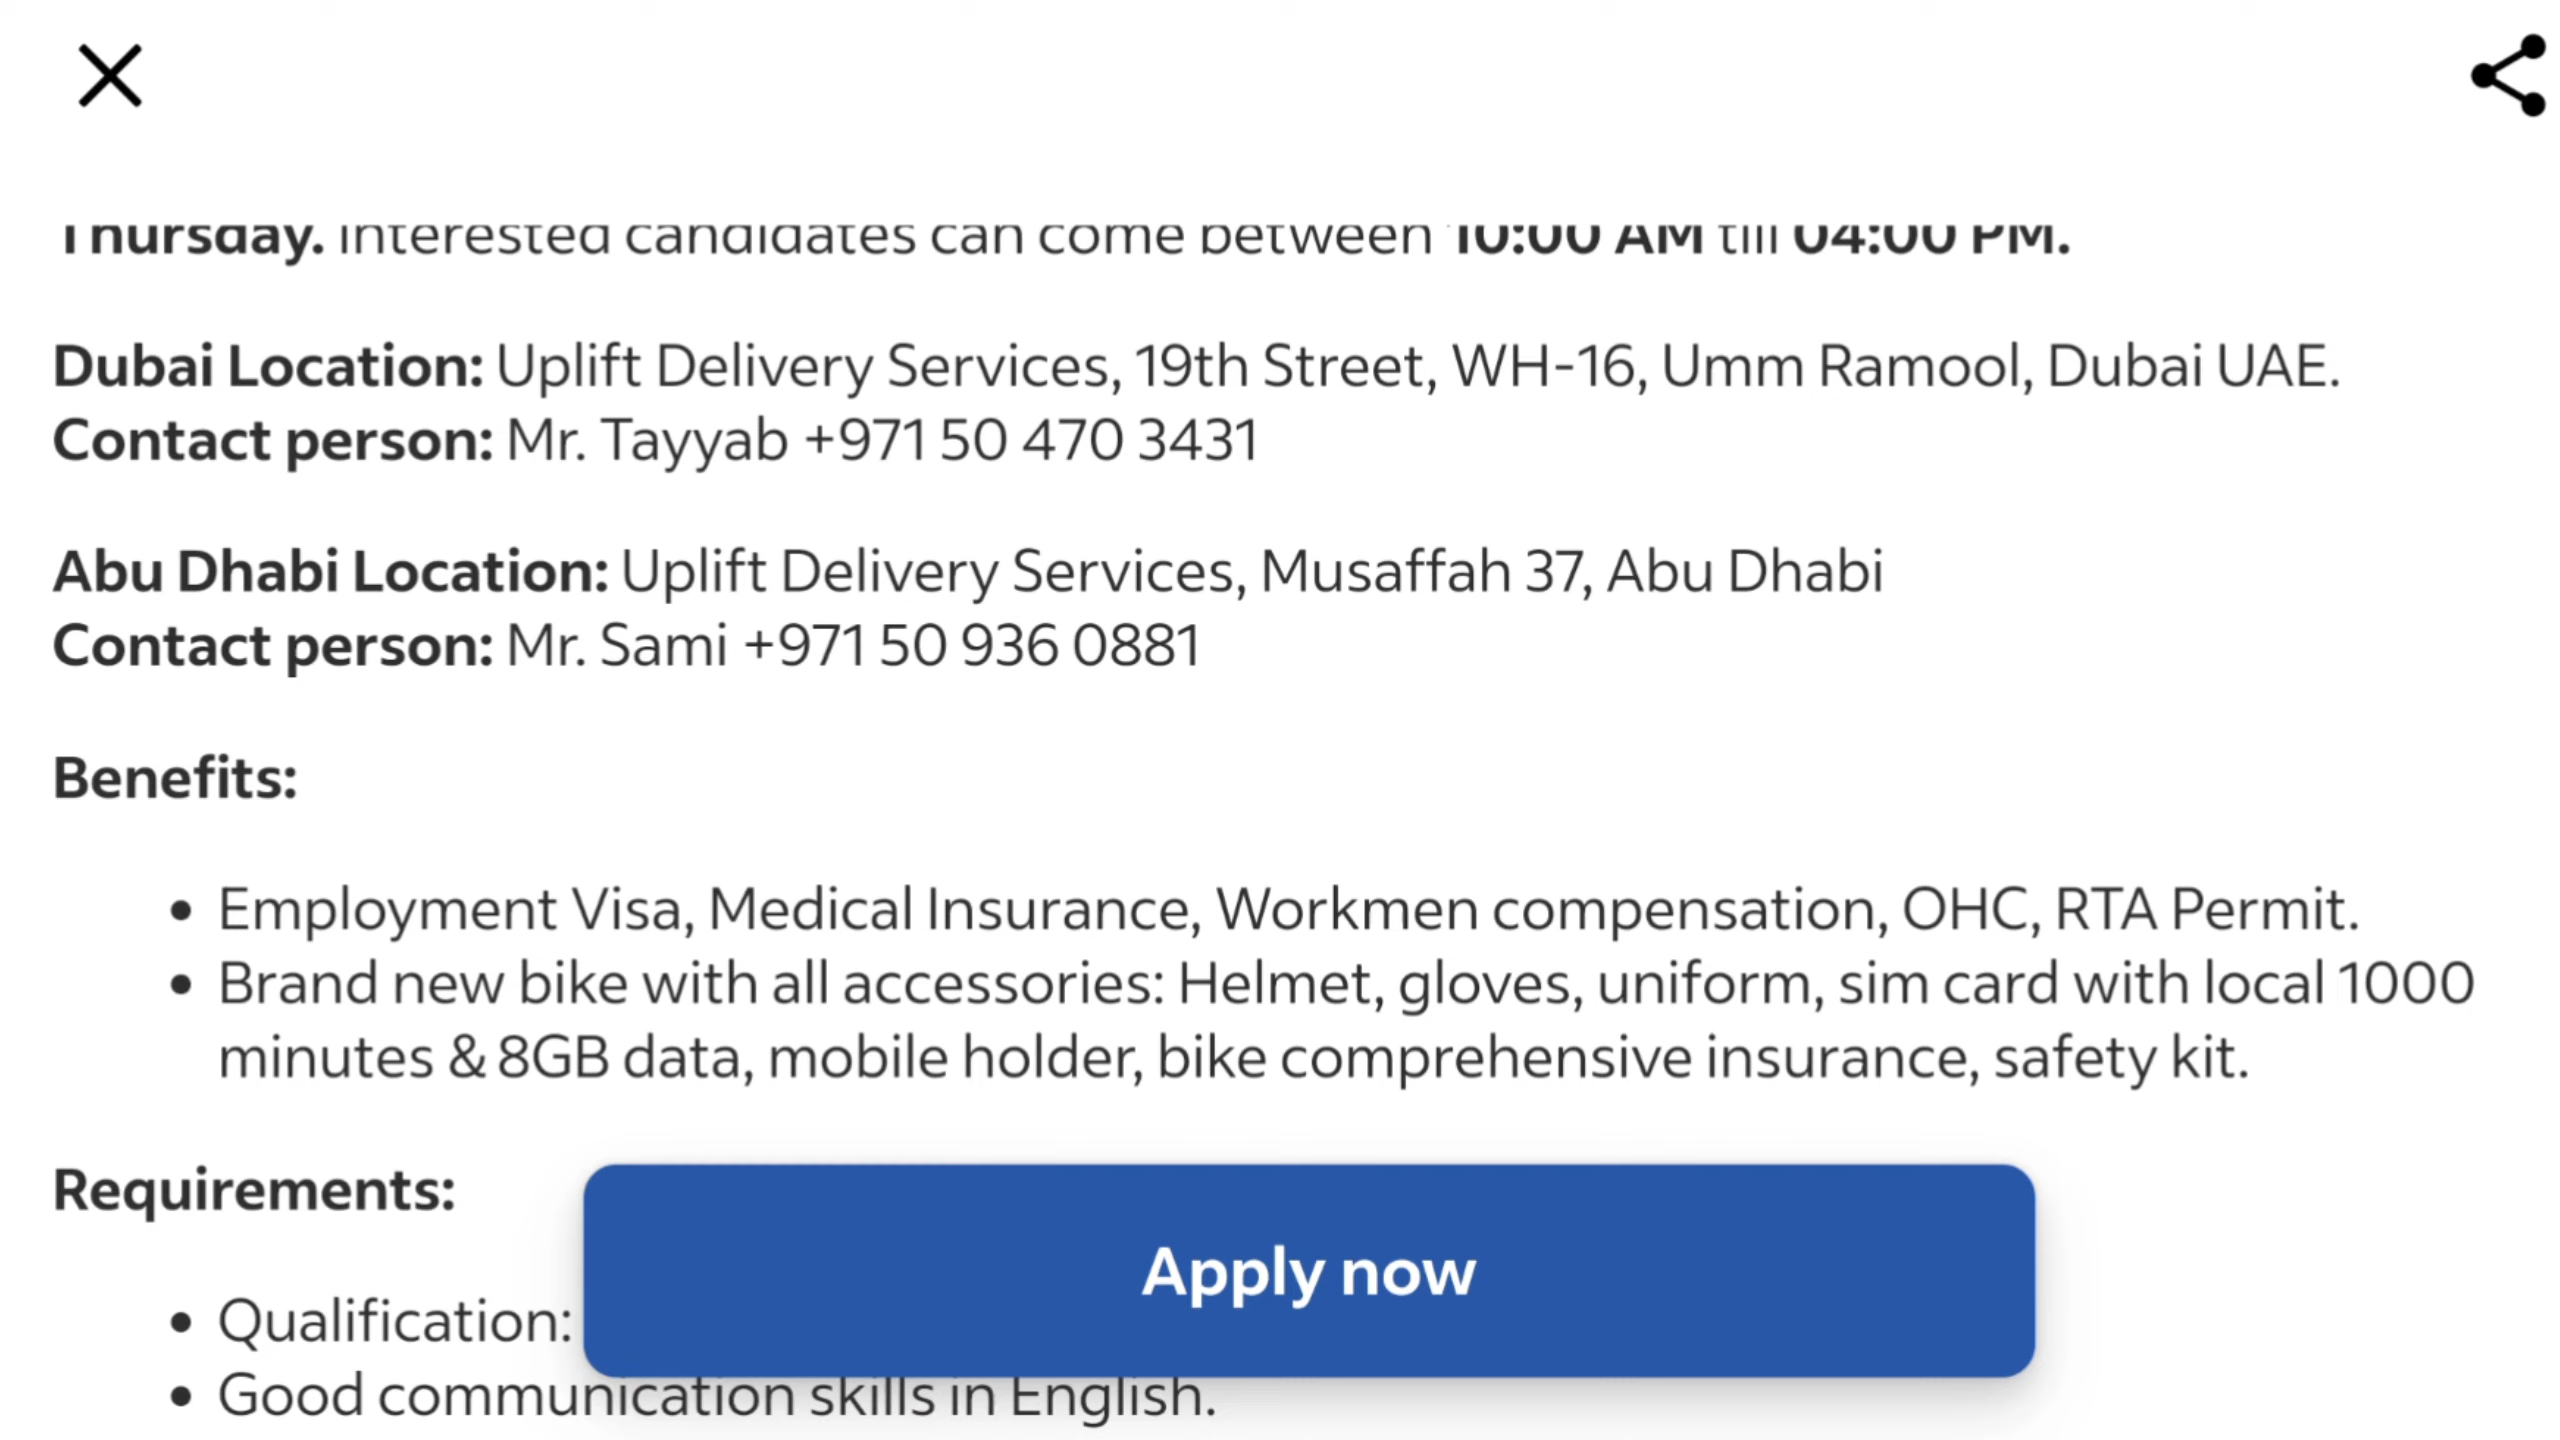 Thursday. Interested candidates can come between 10:00 AM till 04:00 PM.
Dubai Location: Uplift Delivery Services, 19th Street, WH-16, Umm Ramool, Dubai UAE.
Contact person: Mr. Tayyab +971 50 470 3431
Abu Dhabi Location: Uplift Delivery Services, Musaffah 37, Abu Dhabi
Contact person: Mr. Sami +971 50 936 0881
Benefits:
• Employment Visa, Medical Insurance, Workmen compensation, OHC, RTA Permit.
• Brand new bike with all accessories: Helmet, gloves, uniform, sim card with local 1000
minutes & 8GB data, mobile holder, bike comprehensive insurance, safety kit.
Requirements:
Apply now
• Qualification:
• Good communication skills in English.